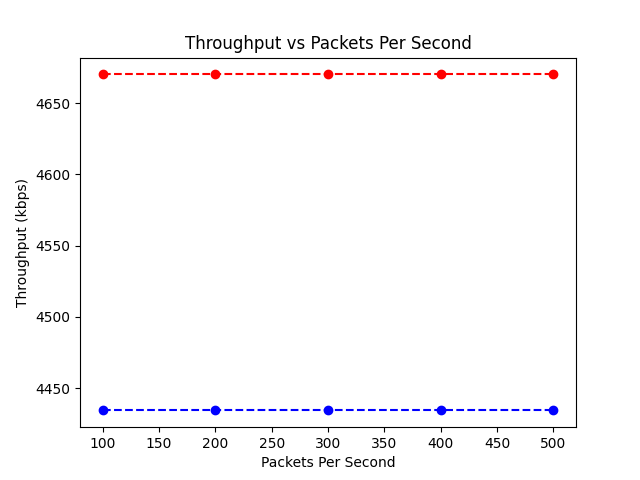 Throughput vs Packets Per Second
4650
4600
4550
4500
4450
Throughput (kbps)
100 150 200 250 300 350 400 450 500
Packets Per Second